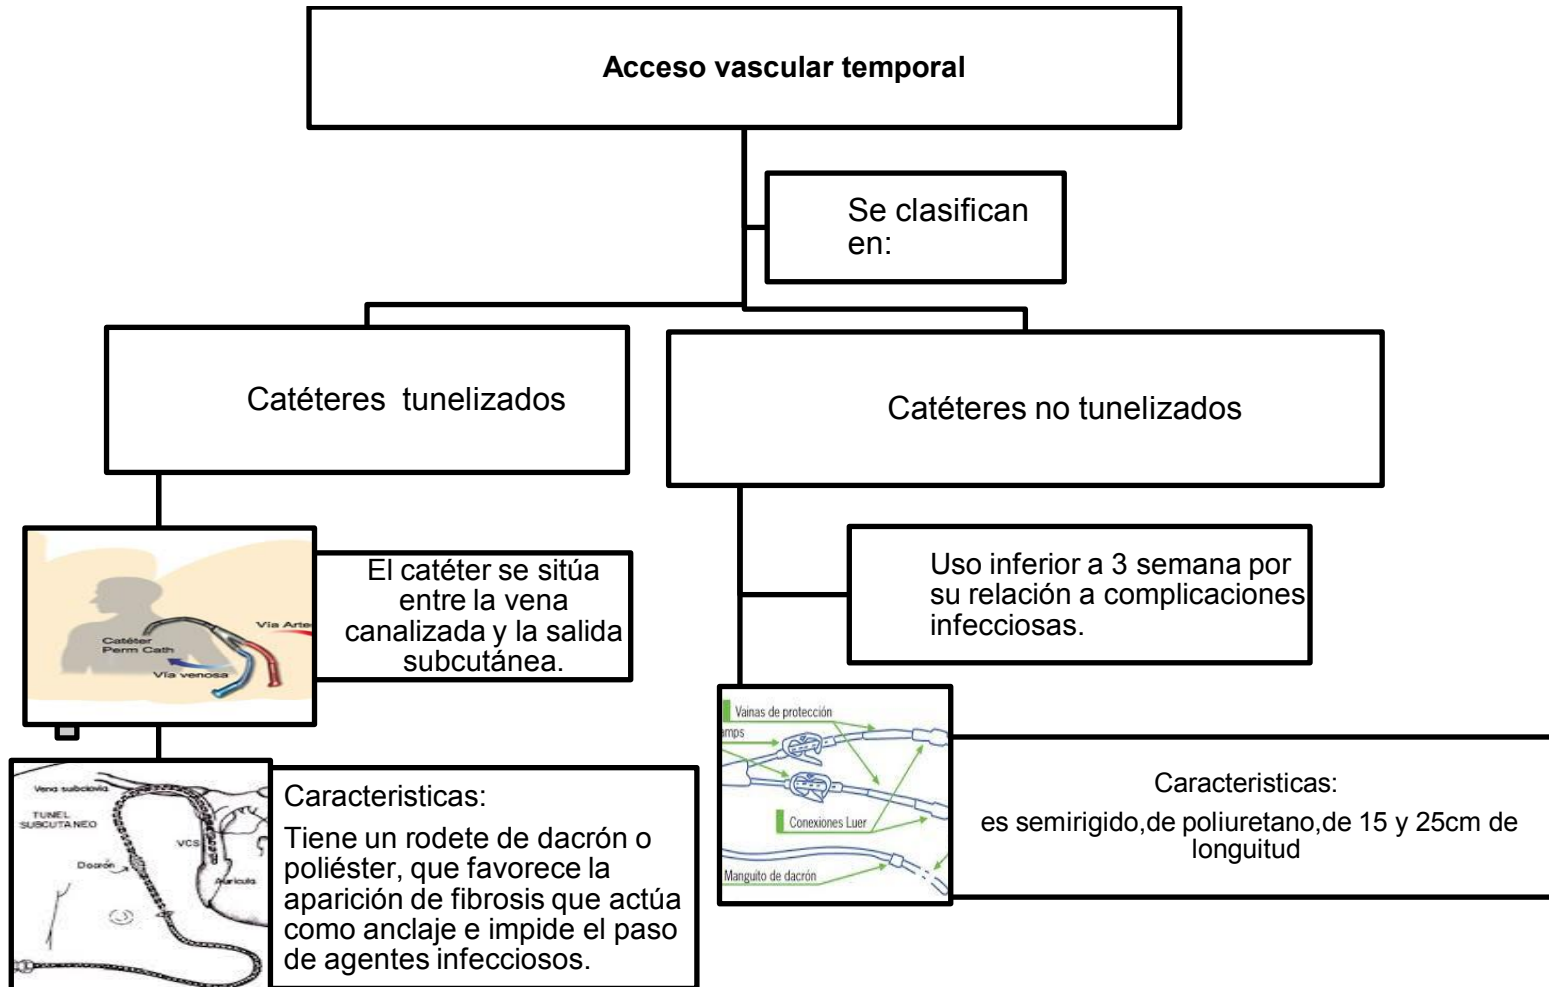 Acceso vascular temporal
Se clasifican
en:
Catéteres tunelizados
Catéteres no tunelizados
El catéter se sitúa
entre la vena
canalizada y la salida
subcutánea.
Catéter
Perm Cath
Vía Arte
Vía venosa
Uso inferior a 3 semana por
su relación a complicaciones
infecciosas.
Vainas de protección
amps
Conexiones Luer
Manguito de dacrón
Vena subclavia
TUNEL
SUBCUTANEO
VCS
Dacrón
Aurícula
Caracteristicas:
Tiene un rodete de dacrón o
poliéster, que favorece la
aparición de fibrosis que actúa
como anclaje e impide el paso
de agentes infecciosos.
Caracteristicas:
es semirigido,de poliuretano,de 15 y 25cm de
longuitud